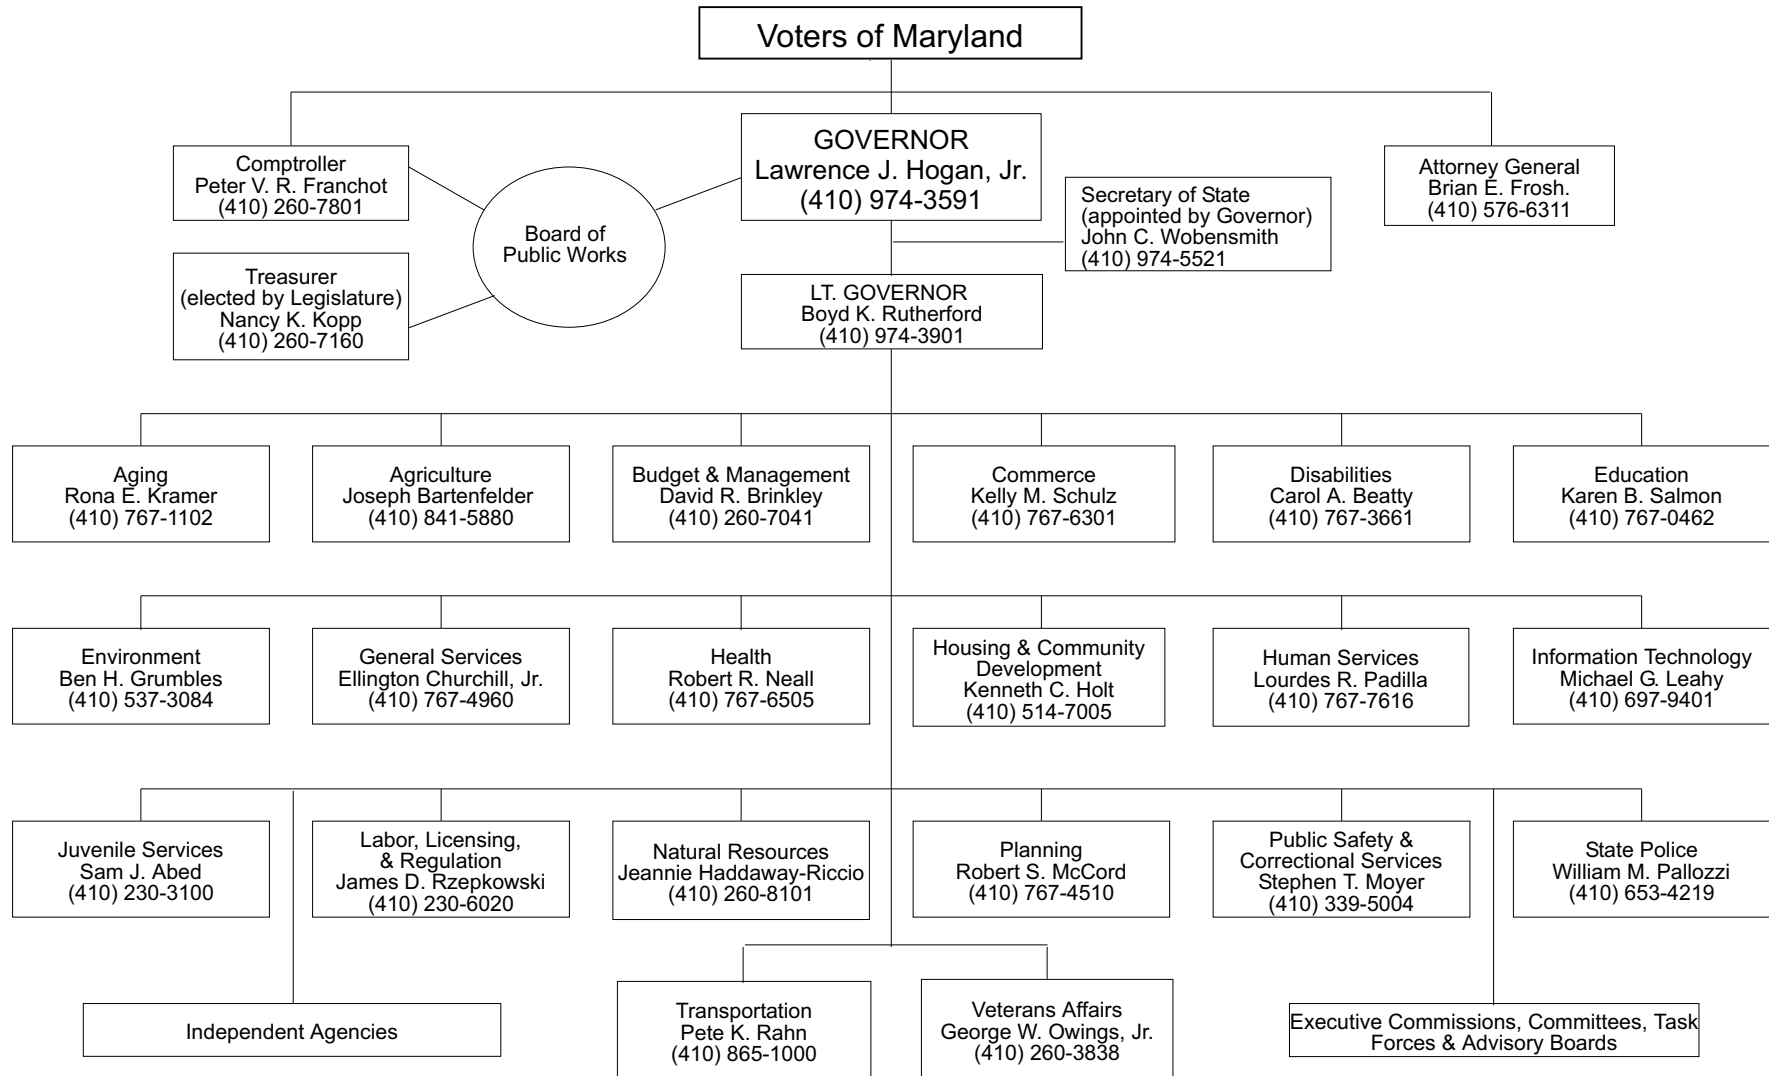 Voters of Maryland
Comptroller
Peter V. R. Franchot
(410) 260-7801
GOVERNOR
Lawrence J. Hogan, Jr.
(410) 974-3591
Attorney General
Brian E. Frosh.
(410) 576-6311
Secretary of State
(appointed by Governor)
John C. Wobensmith
(410) 974-5521
Board of
Public Works
Treasurer
(elected by Legislature)
Nancy K. Kopp
(410) 260-7160
LT. GOVERNOR
Boyd K. Rutherford
(410) 974-3901
Aging
Rona E. Kramer
(410) 767-1102
Agriculture
Joseph Bartenfelder
(410) 841-5880
Budget & Management
David R. Brinkley
(410) 260-7041
Commerce
Kelly M. Schulz
(410) 767-6301
Disabilities
Carol A. Beatty
(410) 767-3661
Education
Karen B. Salmon
(410) 767-0462
Environment
Ben H. Grumbles
(410) 537-3084
General Services
Ellington Churchill, Jr.
(410) 767-4960
Health
Robert R. Neall
(410) 767-6505
Housing & Community
Development
Kenneth C. Holt
(410) 514-7005
Human Services
Lourdes R. Padilla
(410) 767-7616
Information Technology
Michael G. Leahy
(410) 697-9401
Juvenile Services
Sam J. Abed
(410) 230-3100
Labor, Licensing,
& Regulation
James D. Rzepkowski
(410) 230-6020
Natural Resources
Jeannie Haddaway-Riccio
(410) 260-8101
Planning
Robert S. McCord
(410) 767-4510
Public Safety &
Correctional Services
Stephen T. Moyer
(410) 339-5004
State Police
William M. Pallozzi
(410) 653-4219
Independent Agencies
Transportation
Pete K. Rahn
(410) 865-1000
Veterans Affairs
George W. Owings, Jr.
(410) 260-3838
Executive Commissions, Committees, Task
Forces & Advisory Boards